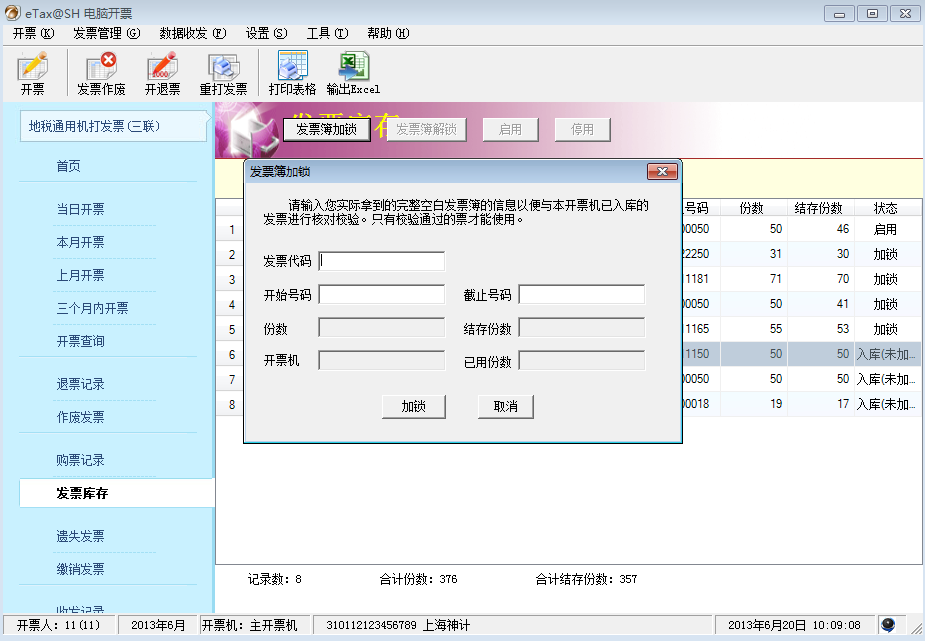 eTax@SH 电脑开票
开票(K) 发票管理(G) 数据收发(P) 设置(S) 工具(T) 帮助(H)
开票 发票作废 开退票 重打发票 打印表格 输出Excel
地税通用机打发票(三联)
首页
当日开票
本月开票
上月开票
三个月内开票
开票查询
退票记录
作废发票
购票记录
发票库存
遗失发票
缴销发票
收发记录
发票库存
发票簿加锁 发票簿解锁 启用 停用
号码 份数 结存份数 状态
1 00050 50 46 启用
2 2250 31 30 加锁
3 1181 71 70 加锁
4 00050 50 41 加锁
5 1165 55 53 加锁
6 1150 50 50 入库(未加...
7 00050 50 50 入库(未加...
8 00018 19 17 入库(未加...
发票簿加锁
请输入您实际拿到的完整空白发票簿的信息以便与本开票机已入库的
发票进行核对校验。只有校验通过的票才能使用。
发票代码
开始号码 截止号码
份数 结存份数
开票机 已用份数
加锁 取消
记录数: 8 合计份数: 376 合计结存份数: 357
开票人: 11(11) 2013年6月 开票机: 主开票机 310112123456789 上海神计 2013年6月20日 10:09:08